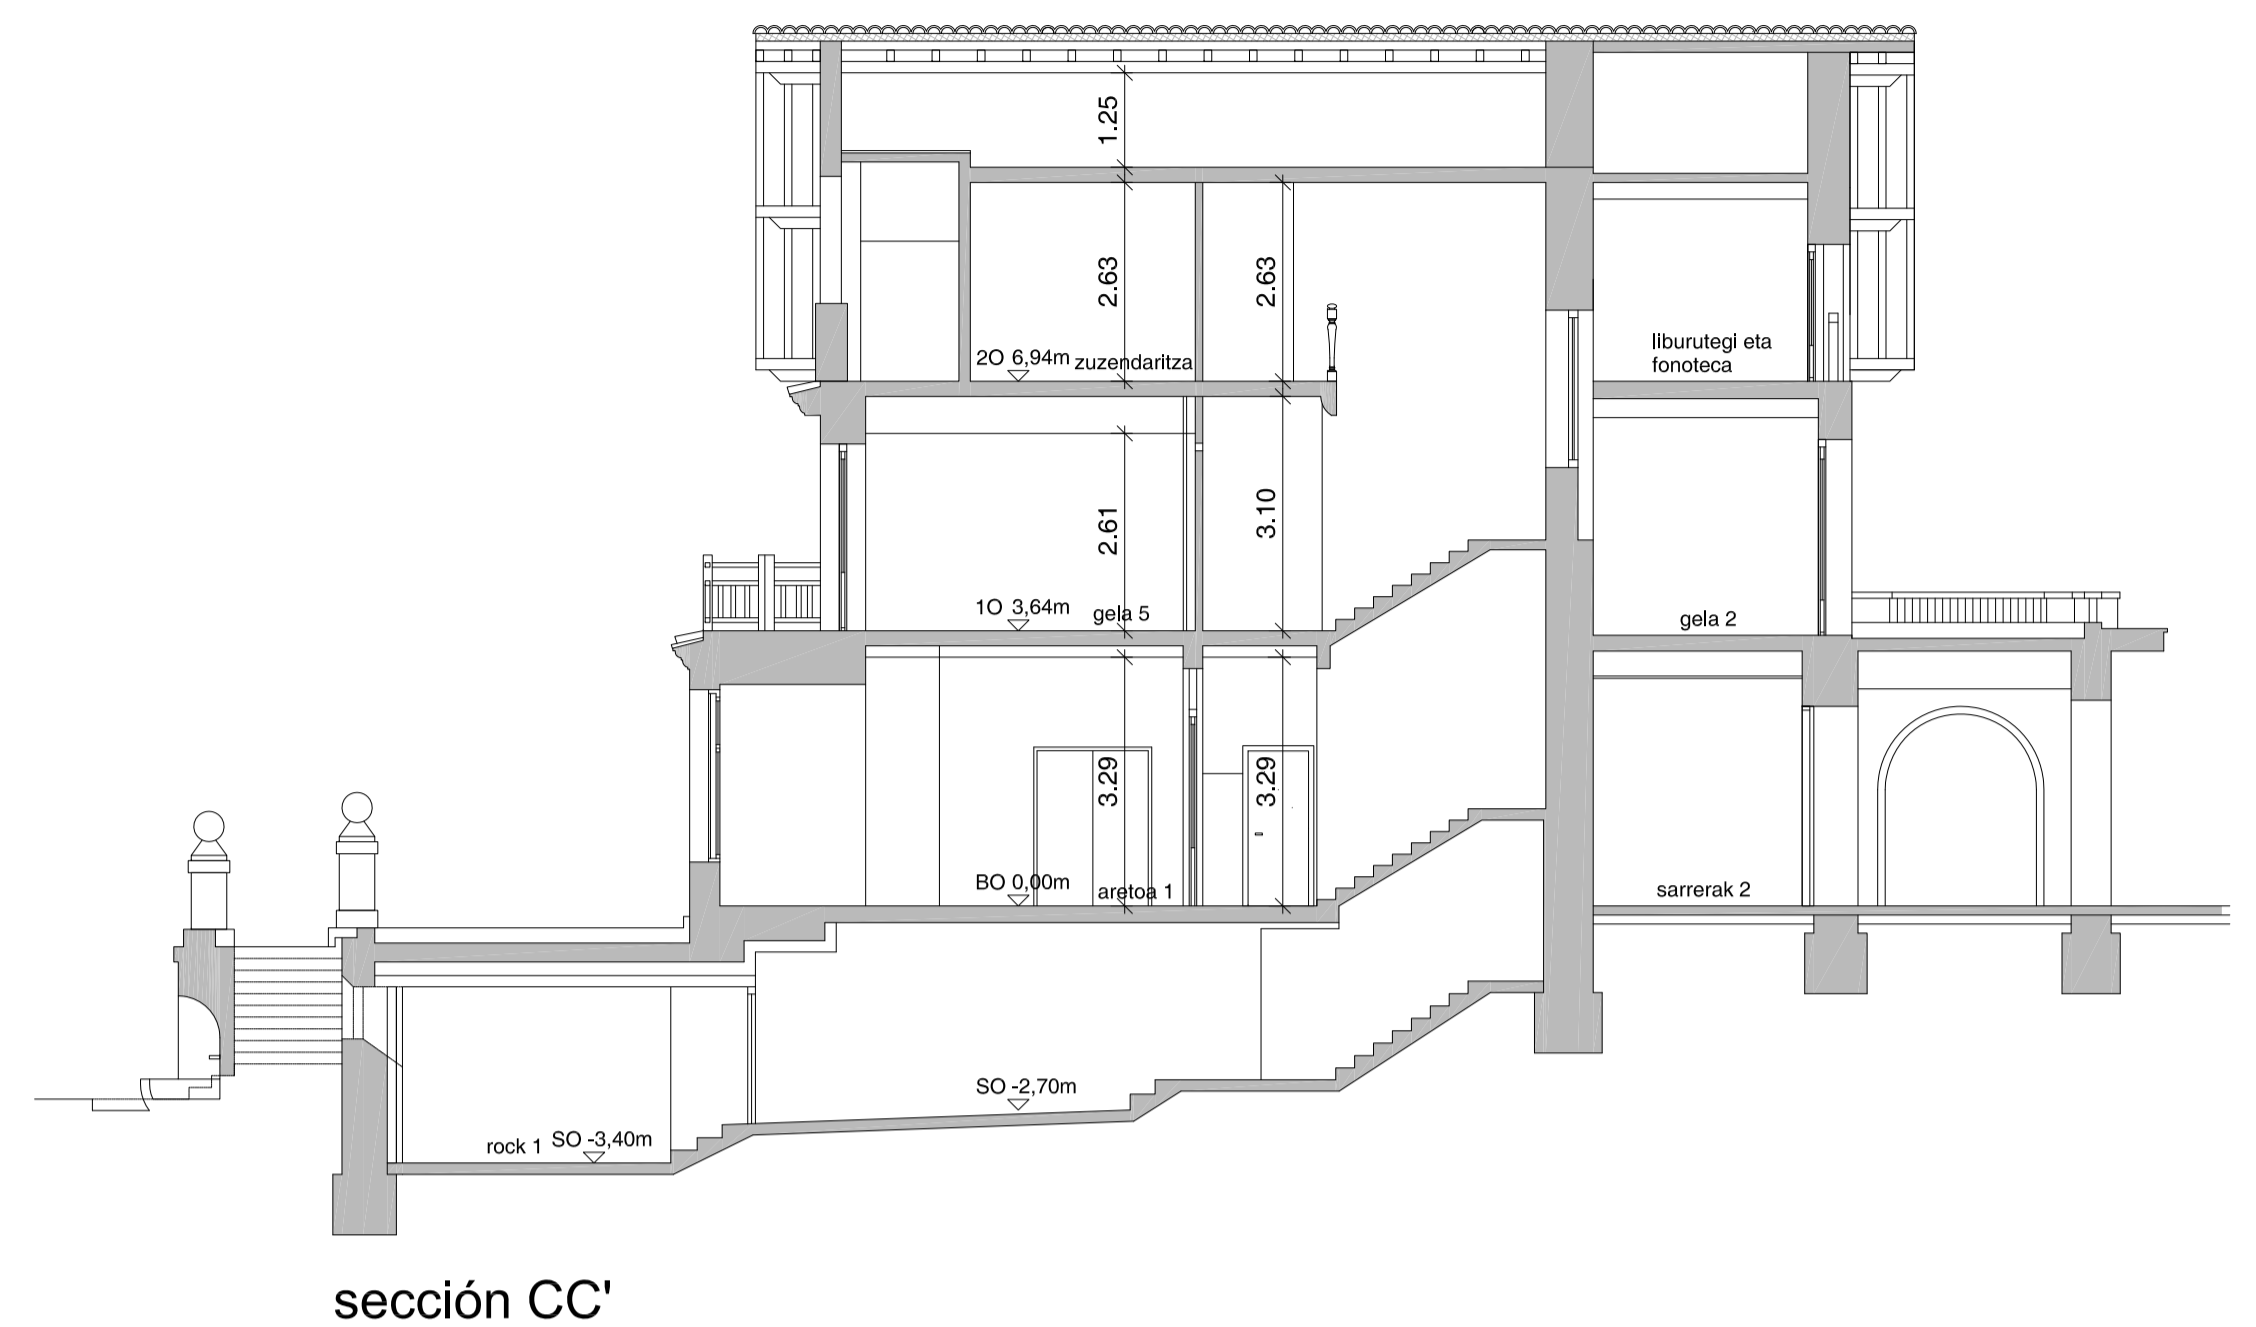 1.25
2.63
2.63
2O 6,94m
zuzendaritza
liburutegi eta
fonoteca
2.61
3.10
1O 3,64m
gela 5
gela 2
3.29
3.29
BO 0,00m
aretoa 1
sarrerak 2
SO -2,70m
rock 1
SO -3,40m
sección CC'